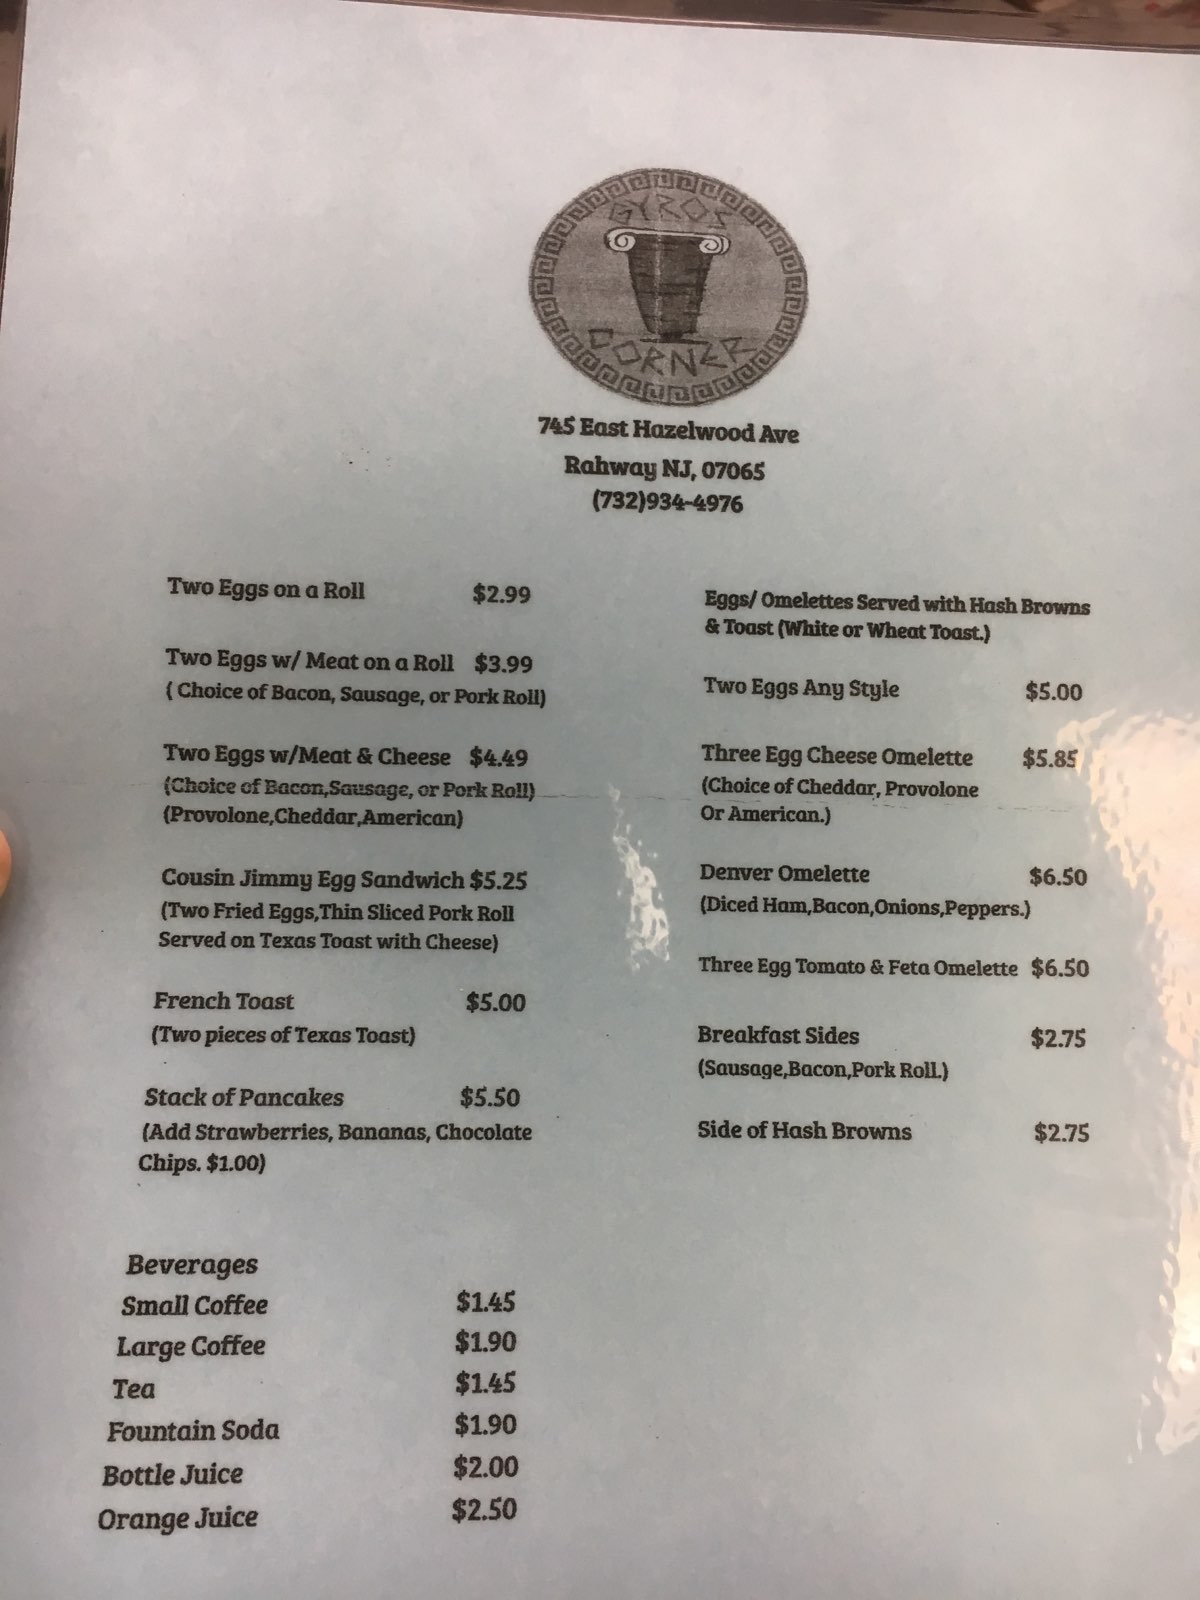 GYROS
CORNER
745 East Hazelwood Ave
Rahway NJ, 07065
(732)934-4976
Two Eggs on a Roll $2.99
Two Eggs w/ Meat on a Roll $3.99
( Choice of Bacon, Sausage, or Pork Roll)
Two Eggs w/Meat & Cheese $4.49
(Choice of Bacon,Sausage, or Pork Roll)
(Provolone,Cheddar,American)
Cousin Jimmy Egg Sandwich $5.25
(Two Fried Eggs,Thin Sliced Pork Roll
Served on Texas Toast with Cheese)
French Toast $5.00
(Two pieces of Texas Toast)
Stack of Pancakes $5.50
(Add Strawberries, Bananas, Chocolate
Chips. $1.00)
Eggs/ Omelettes Served with Hash Browns
& Toast (White or Wheat Toast.)
Two Eggs Any Style $5.00
Three Egg Cheese Omelette $5.85
(Choice of Cheddar, Provolone
Or American.)
Denver Omelette $6.50
(Diced Ham,Bacon,Onions,Peppers.)
Three Egg Tomato & Feta Omelette $6.50
Breakfast Sides $2.75
(Sausage,Bacon,Pork Roll.)
Side of Hash Browns $2.75
Beverages
Small Coffee $1.45
Large Coffee $1.90
Tea $1.45
Fountain Soda $1.90
Bottle Juice $2.00
Orange Juice $2.50